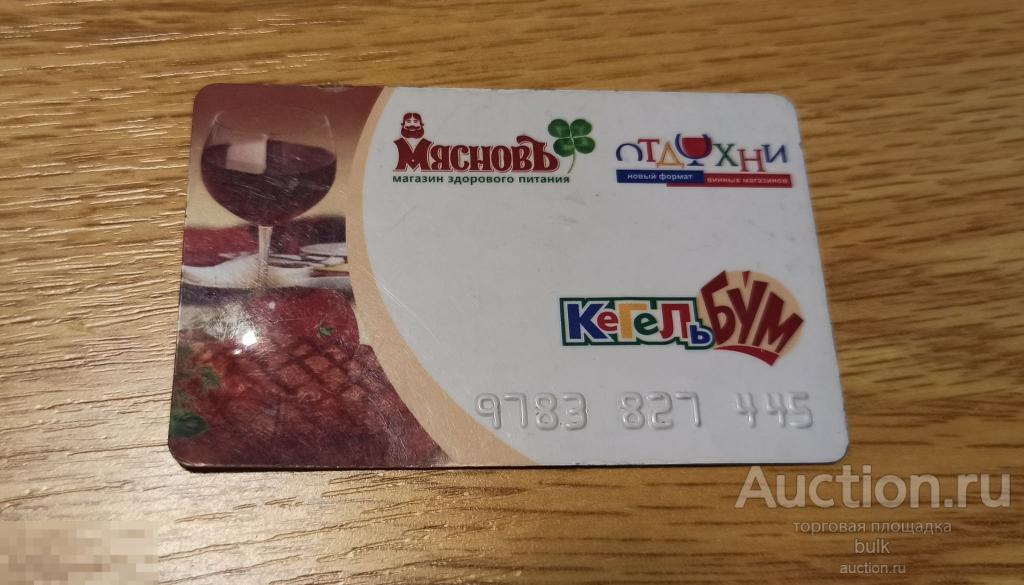 МясновЪ
магазин здорового питания
ОТДУХНИ
новый формат винных магазинов
КеГеЛьБУМ
9783 827 445
Auction.ru
торговая площадка
bulk
auction.ru